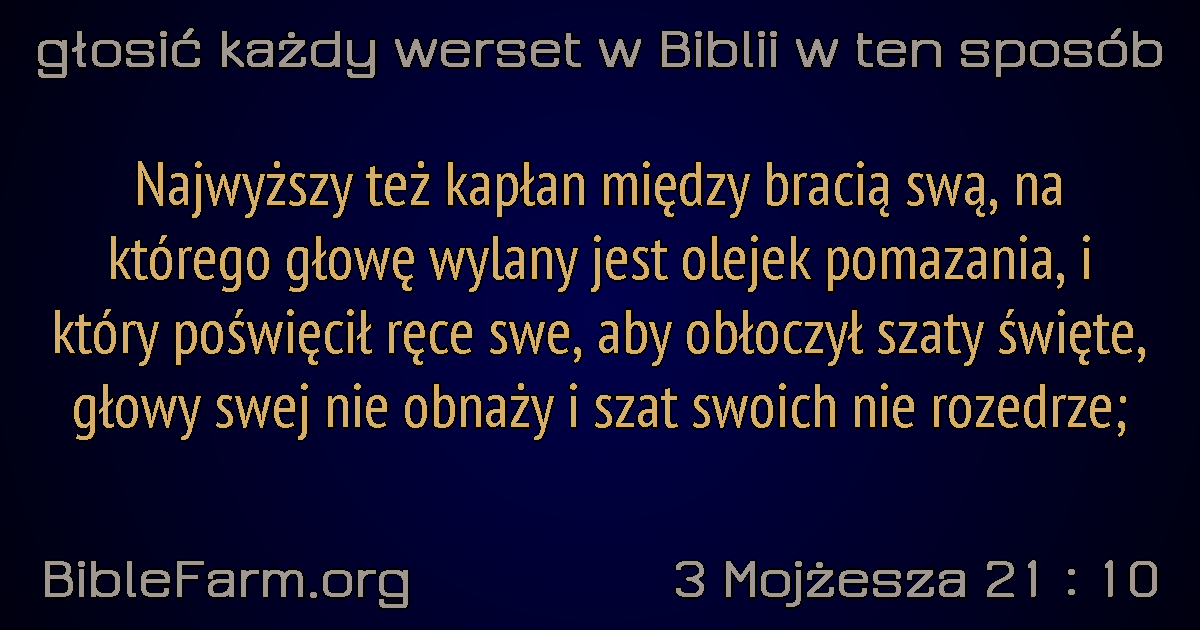 głosić każdy werset w Biblii w ten sposób
Najwyższy też kapłan między bracią swą, na
którego głowę wylany jest olejek pomazania, i
który poświęcił ręce swe, aby obłoczył szaty święte,
głowy swej nie obnaży i szat swoich nie rozedrze;
BibleFarm.org
3 Mojżesza 21 : 10